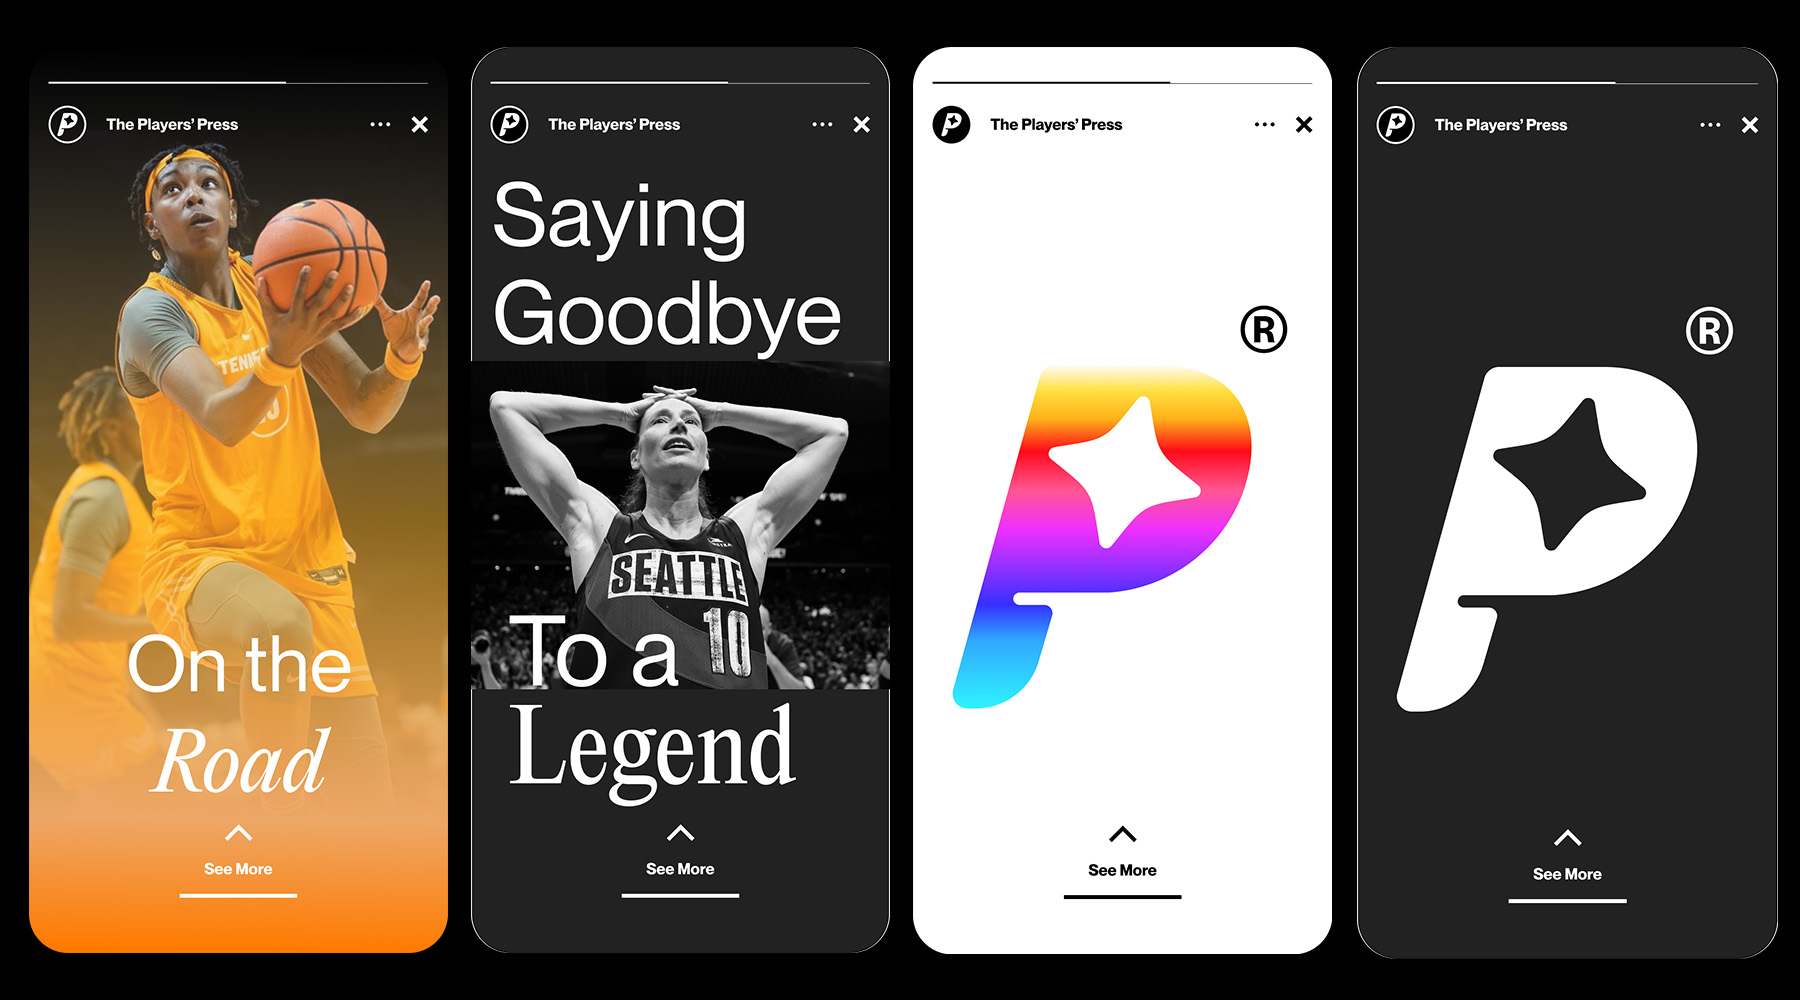 The Players’ Press
TENN
On the
Road
See More
The Players’ Press
Saying
Goodbye
SEATTLE
10
To a
Legend
See More
The Players’ Press
®
P
See More
The Players’ Press
®
P
See More